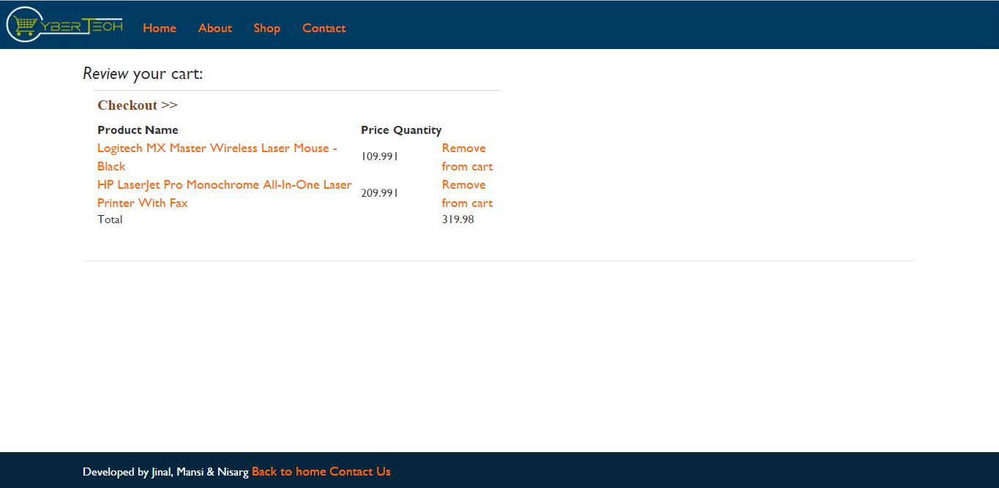 YBERTECH Home About Shop Contact
Review your cart:
Checkout >>
Product Name Price Quantity
Logitech MX Master Wireless Laser Mouse -
Black 109.991 Remove
from cart
HP LaserJet Pro Monochrome All-In-One Laser
Printer With Fax 209.991 Remove
from cart
Total 319.98
Developed by Jinal, Mansi & Nisarg Back to home Contact Us